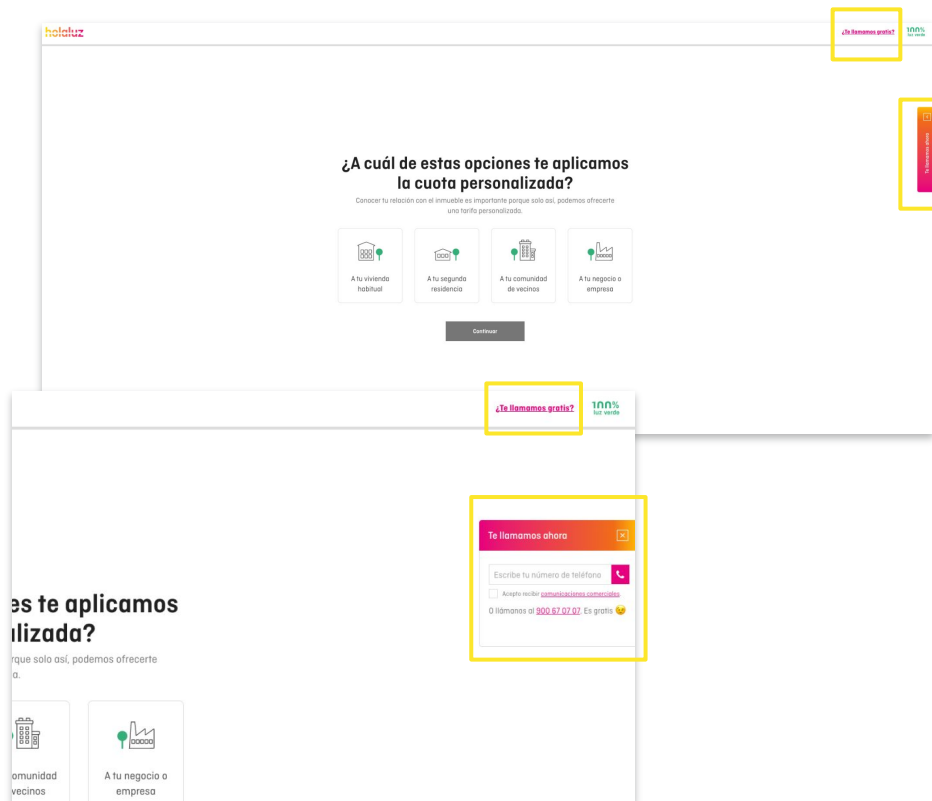 holaluz
¿Te llamamos gratis?
100%
luz verde
Te llamamos ahora
¿A cuál de estas opciones te aplicamos
la cuota personalizada?
Conocer tu relación con el inmueble es importante porque solo así, podemos ofrecerte
una tarifa personalizada.
A tu vivienda
habitual
A tu segunda
residencia
A tu comunidad
de vecinos
A tu negocio o
empresa
Continuar
¿Te llamamos gratis?
100%
luz verde
Te llamamos ahora
Escribe tu número de teléfono
Acepto recibir comunicaciones comerciales.
O llámanos al 900 67 07 07. Es gratis 😉
es te aplicamos
alizada?
rque solo así, podemos ofrecerte
a.
omunidad
vecinos
A tu negocio o
empresa